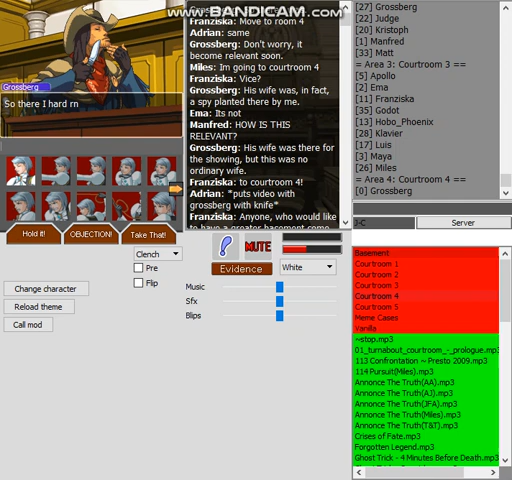 WWW.BANDICAM.COM
Grossberg
So there I hard rn
Franziska: Move to room 4
Adrian: same
Grossberg: Don't worry, it
become relevant soon.
Miles: Im going to courtroom 4
Franziska: Vice?
Grossberg: His wife was, in fact,
a spy planted there by me.
Ema: Its not
Manfred: HOW IS THIS
RELEVANT?
Grossberg: His wife was there for
the showing, but this was no
ordinary wife.
Franziska: to courtroom 4!
Adrian: *puts video with
grossberg with knife*
Franziska: Anyone, who would like
to have a greater basement come
[27] Grossberg
[22] Judge
[20] Kristoph
[1] Manfred
[33] Matt
= Area 3: Courtroom 3 ==
[5] Apollo
[2] Ema
[11] Franziska
[35] Godot
[13] Hobo_Phoenix
[28] Klavier
[17] Luis
[3] Maya
[26] Miles
= Area 4: Courtroom 4 ==
[0] Grossberg
J-C
Server
Hold it!
OBJECTION!
Take That!
Clench
Pre
Flip
MUTE
Evidence
White
Change character
Reload theme
Call mod
Music
Sfx
Blips
Basement
Courtroom 1
Courtroom 2
Courtroom 3
Courtroom 4
Courtroom 5
Meme Cases
Vanilla
~stop.mp3
01_turnabout_courtroom_-_prologue.mp3
113 Confrontation ~ Presto 2009.mp3
114 Pursuit(Miles).mp3
Annonce The Truth(AA).mp3
Annonce The Truth(AJ).mp3
Annonce The Truth(JFA).mp3
Annonce The Truth(Miles).mp3
Annonce The Truth(T&T).mp3
Crises of Fate.mp3
Forgotten Legend.mp3
Ghost Trick - 4 Minutes Before Death.mp3